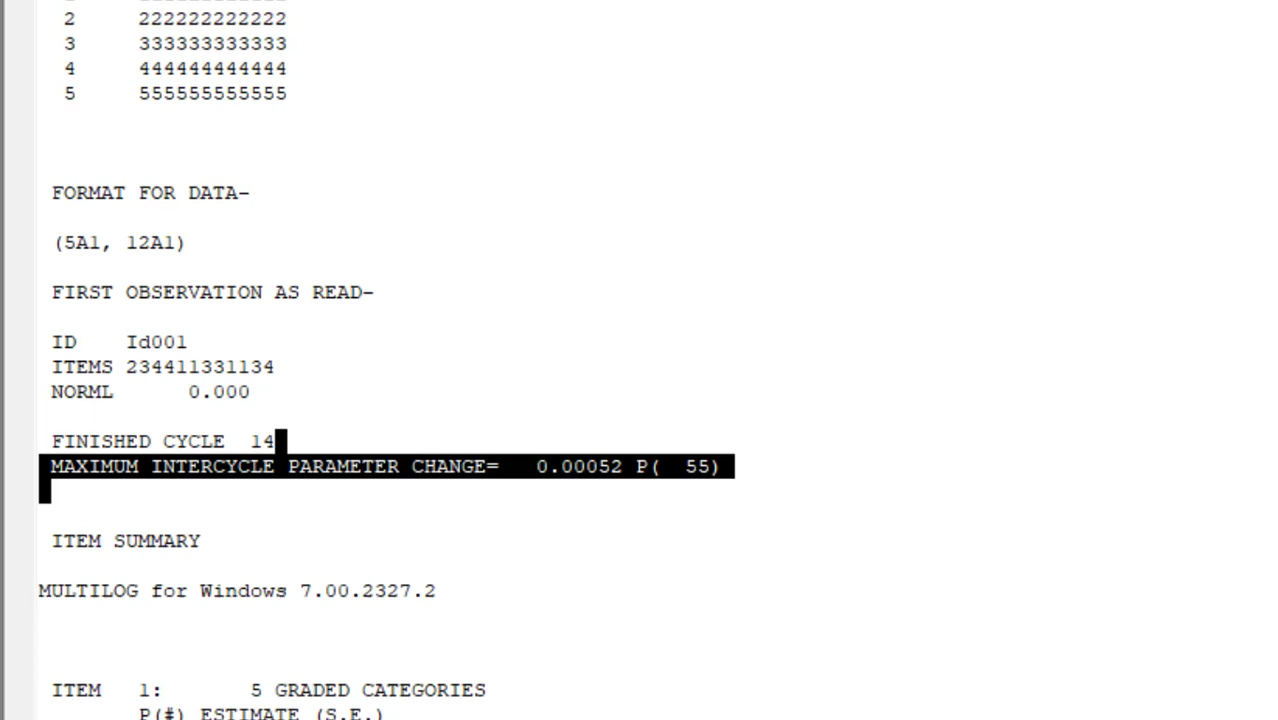 2 222222222222
3 333333333333
4 444444444444
5 555555555555
FORMAT FOR DATA-
(5A1, 12A1)
FIRST OBSERVATION AS READ-
ID Id001
ITEMS 234411331134
NORML 0.000
FINISHED CYCLE 14
MAXIMUM INTERCYCLE PARAMETER CHANGE= 0.00052 P( 55)
ITEM SUMMARY
MULTILOG for Windows 7.00.2327.2
ITEM 1: 5 GRADED CATEGORIES
P(#) ESTIMATE (S.E.)